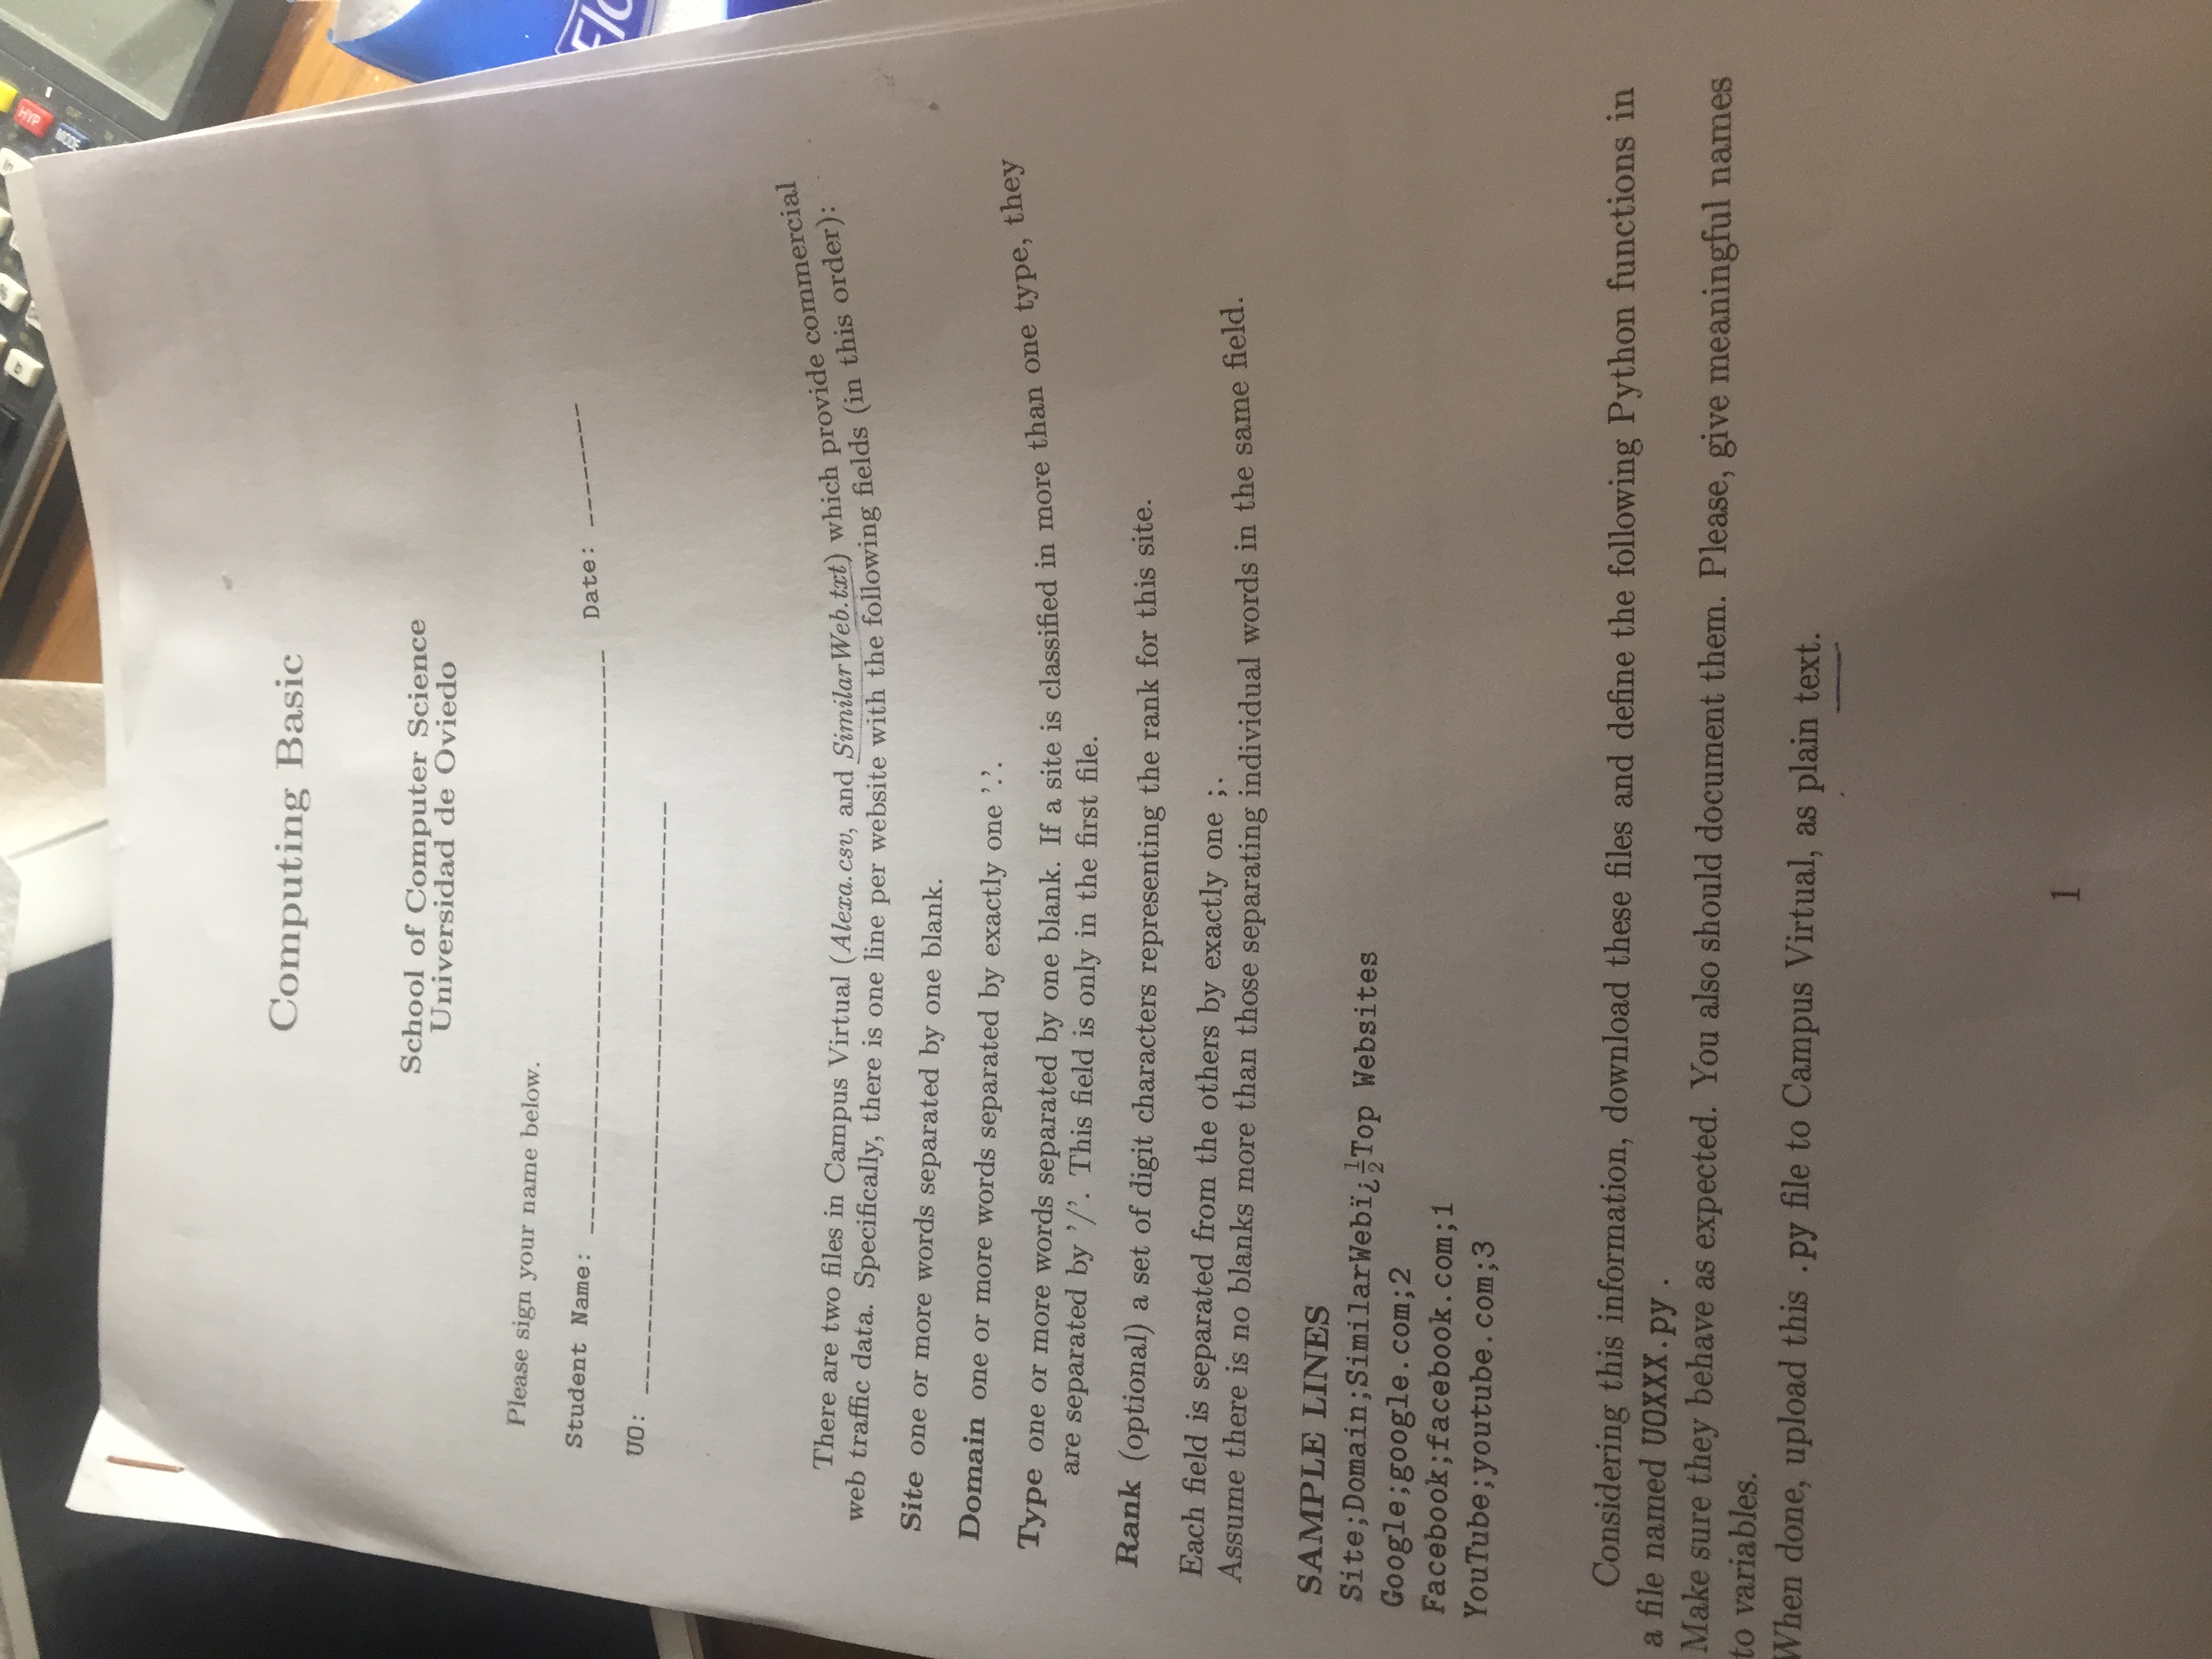 Computing Basic
School of Computer Science
Universidad de Oviedo
Please sign your name below.
Student Name: _______________________________________ Date: ________
UO: _______________________________________
There are two files in Campus Virtual (Alexa.csv, and SimilarWeb.txt) which provide commercial
web traffic data. Specifically, there is one line per website with the following fields (in this order):
Site one or more words separated by one blank.
Domain one or more words separated by exactly one '.'.
Type one or more words separated by one blank. If a site is classified in more than one type, they
are separated by '/'. This field is only in the first file.
Rank (optional) a set of digit characters representing the rank for this site.
Each field is separated from the others by exactly one ;.
Assume there is no blanks more than those separating individual words in the same field.
SAMPLE LINES
Site;Domain;SimilarWebï¿½Top Websites
Google;google.com;2
Facebook;facebook.com;1
YouTube;youtube.com;3
Considering this information, download these files and define the following Python functions in
a file named UOXXX.py .
Make sure they behave as expected. You also should document them. Please, give meaningful names
to variables.
When done, upload this .py file to Campus Virtual, as plain text.
1